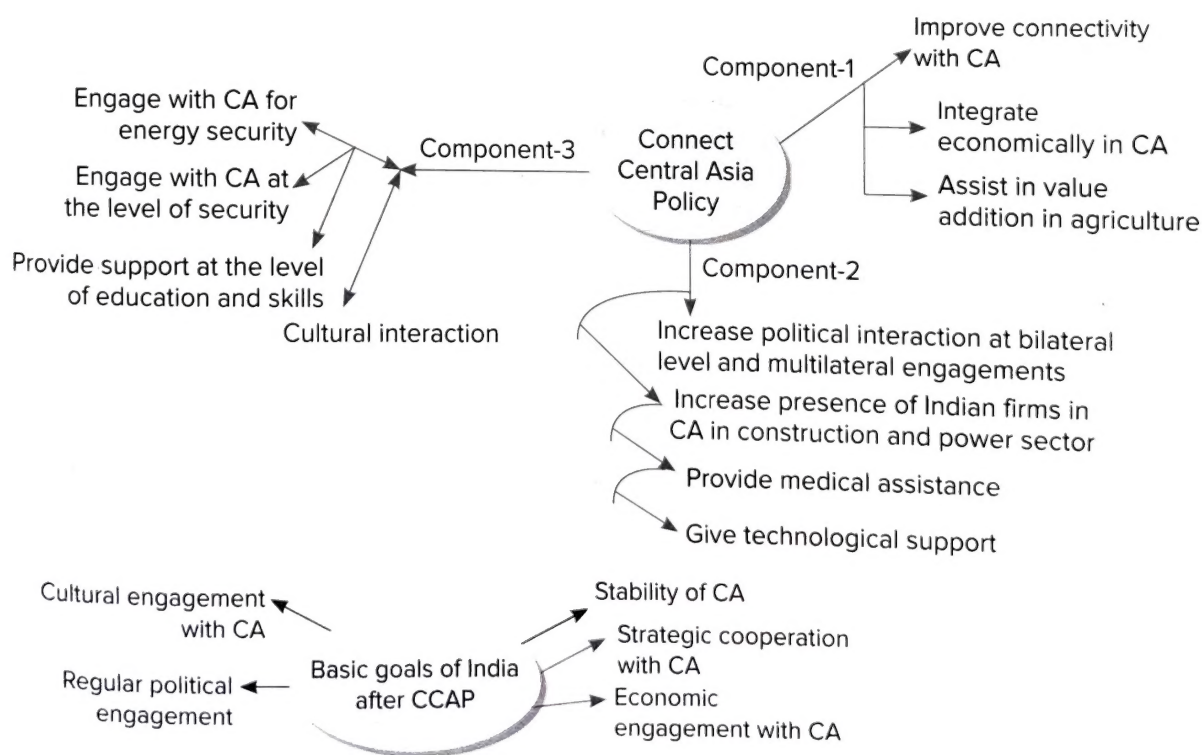 Connect
Central Asia
Policy
Component-1
Improve connectivity
with CA
Integrate
economically in CA
Assist in value
addition in agriculture
Component-2
Increase political interaction at bilateral
level and multilateral engagements
Increase presence of Indian firms in
CA in construction and power sector
Provide medical assistance
Give technological support
Component-3
Engage with CA for
energy security
Engage with CA at
the level of security
Provide support at the level
of education and skills
Cultural interaction
Basic goals of India
after CCAP
Cultural engagement
with CA
Regular political
engagement
Stability of CA
Strategic cooperation
with CA
Economic
engagement with CA